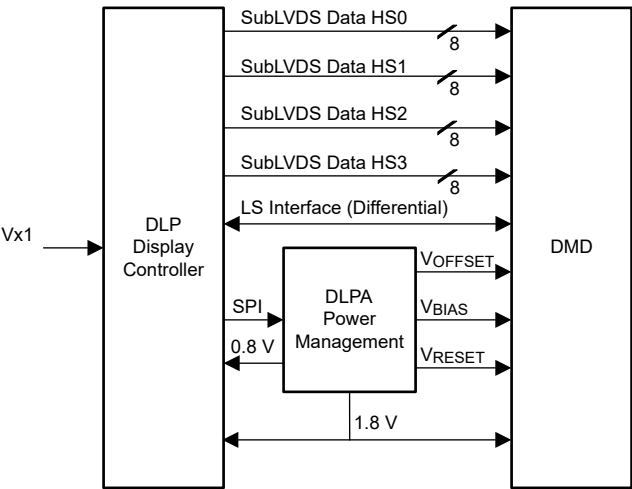 SubLVDS Data HS0
8
SubLVDS Data HS1
8
SubLVDS Data HS2
8
SubLVDS Data HS3
8
LS Interface (Differential)
Vx1
DLP
Display
Controller
DMD
VOFFSET
DLPA
Power
Management
SPI
VBIAS
0.8 V
VRESET
1.8 V